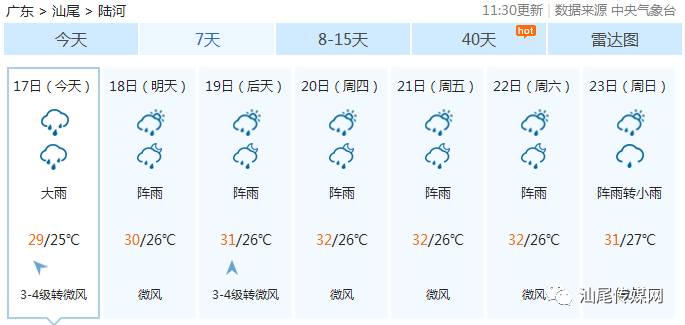 广东 > 汕尾 > 陆河
11:30更新 | 数据来源 中央气象台
今天 7天 8-15天 40天 hot 雷达图
17日（今天） 18日（明天） 19日（后天） 20日（周四） 21日（周五） 22日（周六） 23日（周日）
大雨 阵雨 阵雨 阵雨 阵雨 阵雨 阵雨转小雨
29/25℃ 30/26℃ 31/26℃ 32/26℃ 32/26℃ 32/26℃ 31/27℃
3-4级转微风 微风 3-4级转微风 微风 微风 微风 微风
汕尾传媒网